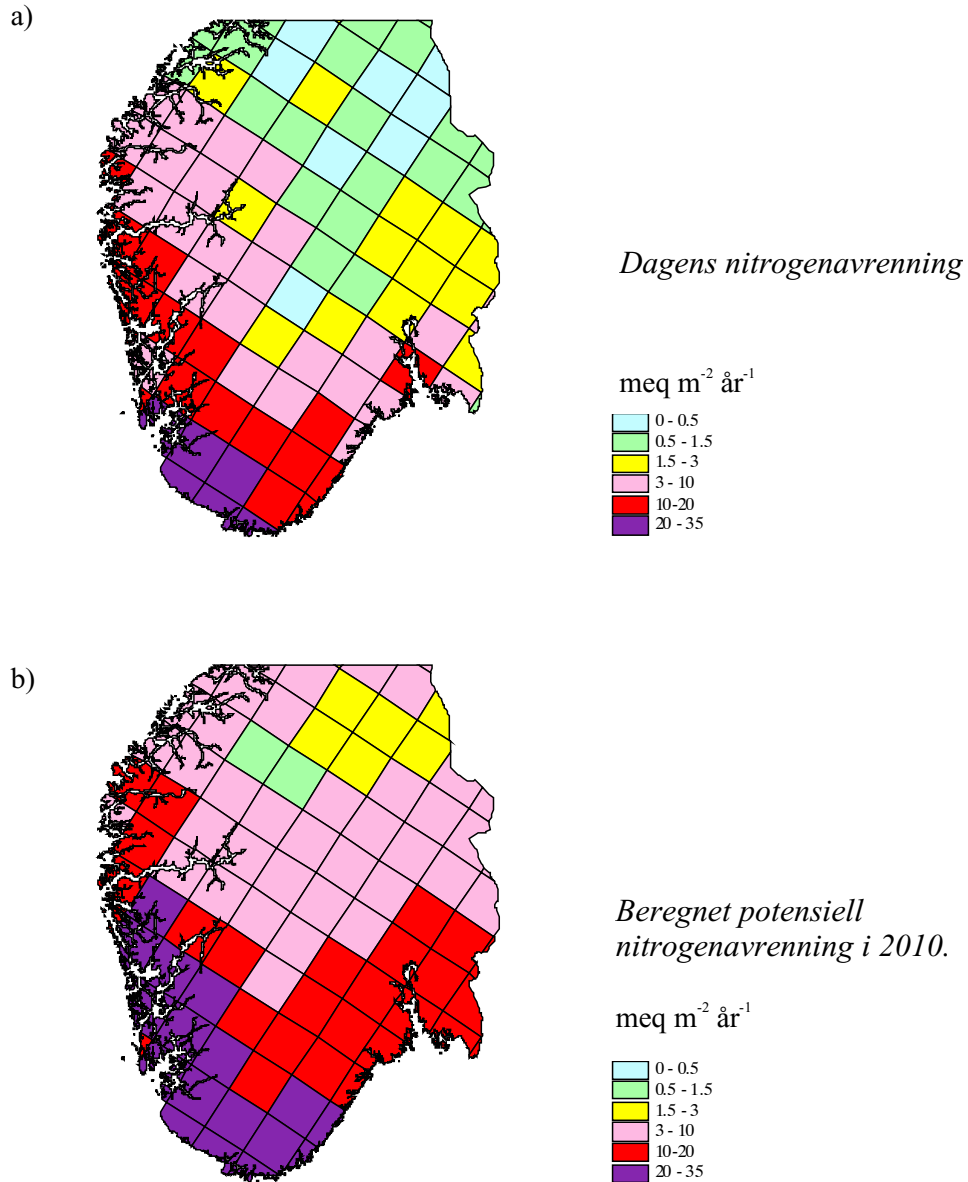 a)
Dagens nitrogenavrenning
meq m⁻² år⁻¹
0 - 0.5
0.5 - 1.5
1.5 - 3
3 - 10
10-20
20 - 35
b)
Beregnet potensiell
nitrogenavrenning i 2010.
meq m⁻² år⁻¹
0 - 0.5
0.5 - 1.5
1.5 - 3
3 - 10
10-20
20 - 35